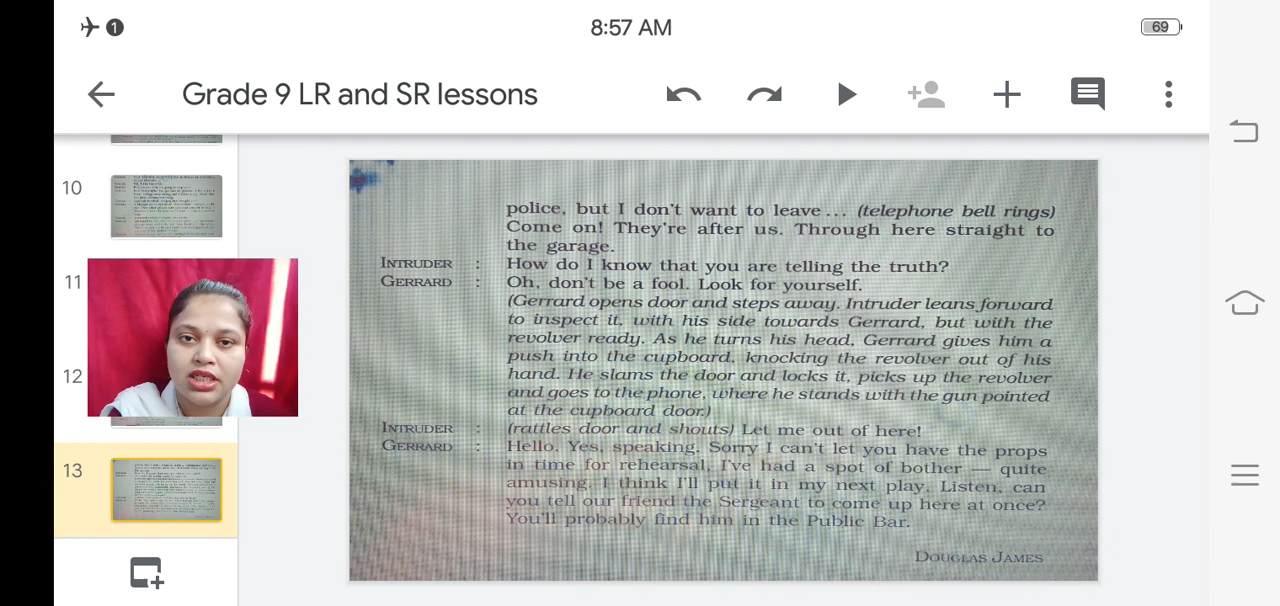 1
8:57 AM
69
Grade 9 LR and SR lessons
10
11
12
13
police, but I don't want to leave... (telephone bell rings)
Come on! They're after us. Through here straight to
the garage.
INTRUDER : How do I know that you are telling the truth?
GERRARD : Oh, don't be a fool. Look for yourself.
(Gerrard opens door and steps away. Intruder leans forward
to inspect it, with his side towards Gerrard, but with the
revolver ready. As he turns his head, Gerrard gives him a
push into the cupboard, knocking the revolver out of his
hand. He slams the door and locks it, picks up the revolver
and goes to the phone, where he stands with the gun pointed
at the cupboard door.)
INTRUDER : (rattles door and shouts) Let me out of here!
GERRARD : Hello. Yes, speaking. Sorry I can't let you have the props
in time for rehearsal, I've had a spot of bother — quite
amusing. I think I'll put it in my next play. Listen, can
you tell our friend the Sergeant to come up here at once?
You'll probably find him in the Public Bar.
DOUGLAS JAMES